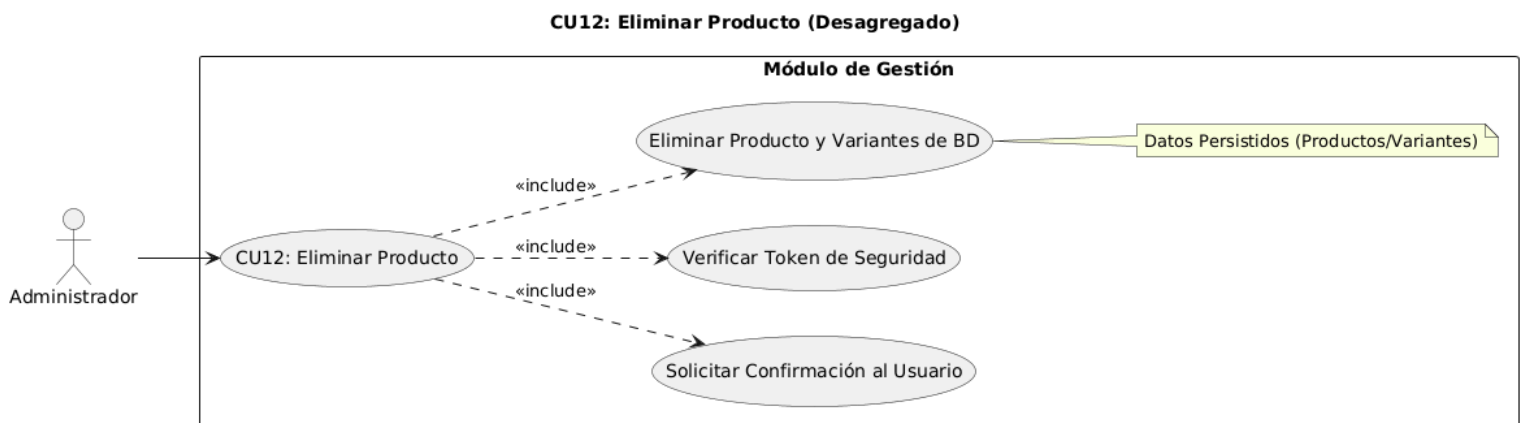 CU12: Eliminar Producto (Desagregado)
Módulo de Gestión
Eliminar Producto y Variantes de BD
Datos Persistidos (Productos/Variantes)
«include»
«include»
«include»
CU12: Eliminar Producto
Verificar Token de Seguridad
Administrador
Solicitar Confirmación al Usuario